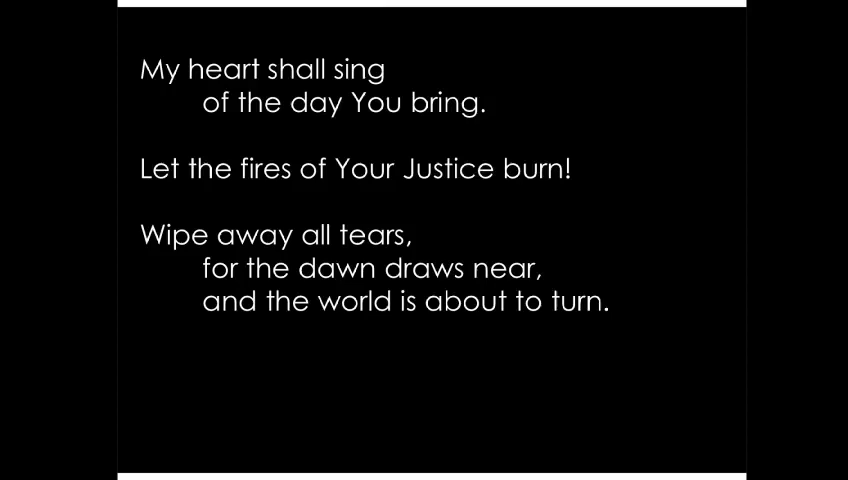 My heart shall sing
of the day You bring.
Let the fires of Your Justice burn!
Wipe away all tears,
for the dawn draws near,
and the world is about to turn.